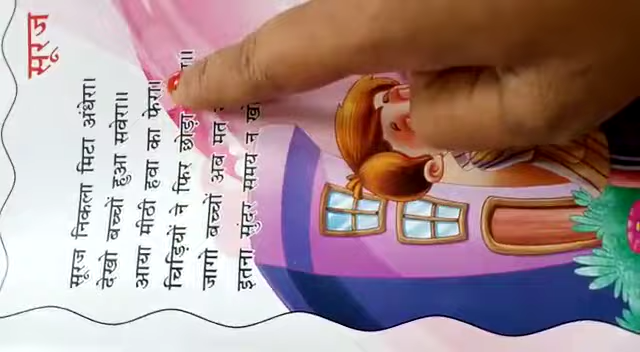 सूरज
सूरज निकला मिटा अंधेरा।
देखो बच्चों हुआ सवेरा॥
आया मीठी हवा का फेरा।
चिड़ियों ने फिर छोड़ा
जागो बच्चों अब मत
इतना सुंदर समय न